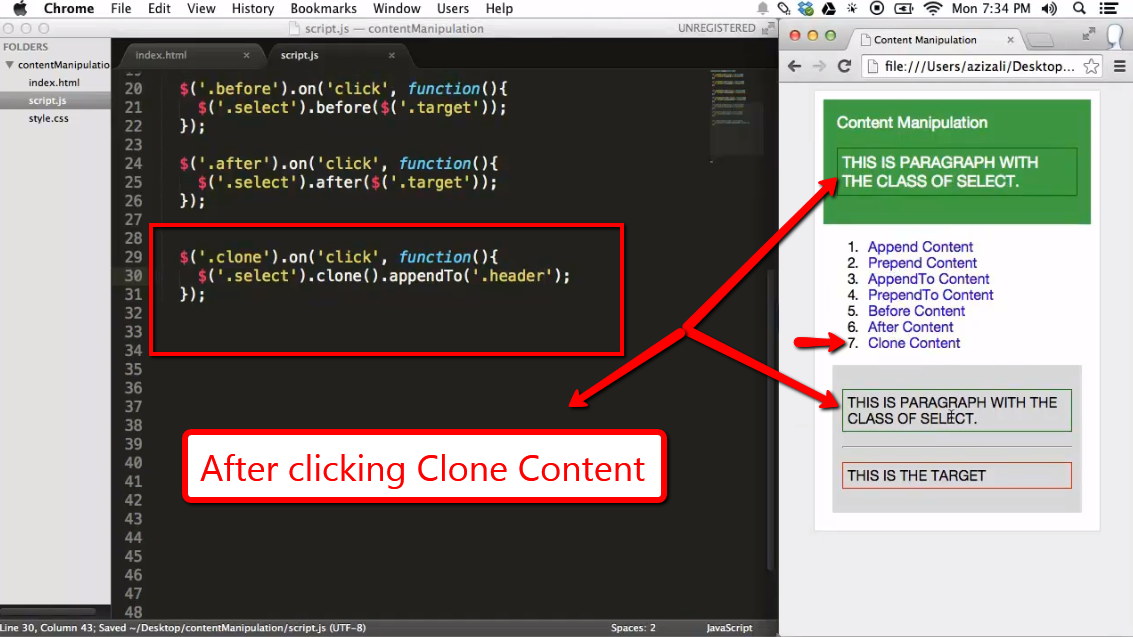 Chrome File Edit View History Bookmarks Window Users Help Mon 7:34 PM
script.js — contentManipulation UNREGISTERED
FOLDERS
contentManipulatio
index.html
script.js
style.css
index.html × script.js ×
20 $('.before').on('click', function(){
21 $('.select').before($('.target'));
22 });
23
24 $('.after').on('click', function(){
25 $('.select').after($('.target'));
26 });
27
28
29 $('.clone').on('click', function(){
30 $('.select').clone().appendTo('.header');
31 });
32
33
34
35
36
37
38
39
40
41
42
43
44
45
46
47
48
After clicking Clone Content
Line 30, Column 43; Saved ~/Desktop/contentManipulation/script.js (UTF-8) Spaces: 2 JavaScript
Content Manipulation ×
file:///Users/azizali/Desktop...
Content Manipulation
THIS IS PARAGRAPH WITH
THE CLASS OF SELECT.
1. Append Content
2. Prepend Content
3. AppendTo Content
4. PrependTo Content
5. Before Content
6. After Content
7. Clone Content
THIS IS PARAGRAPH WITH THE
CLASS OF SELECT.
THIS IS THE TARGET